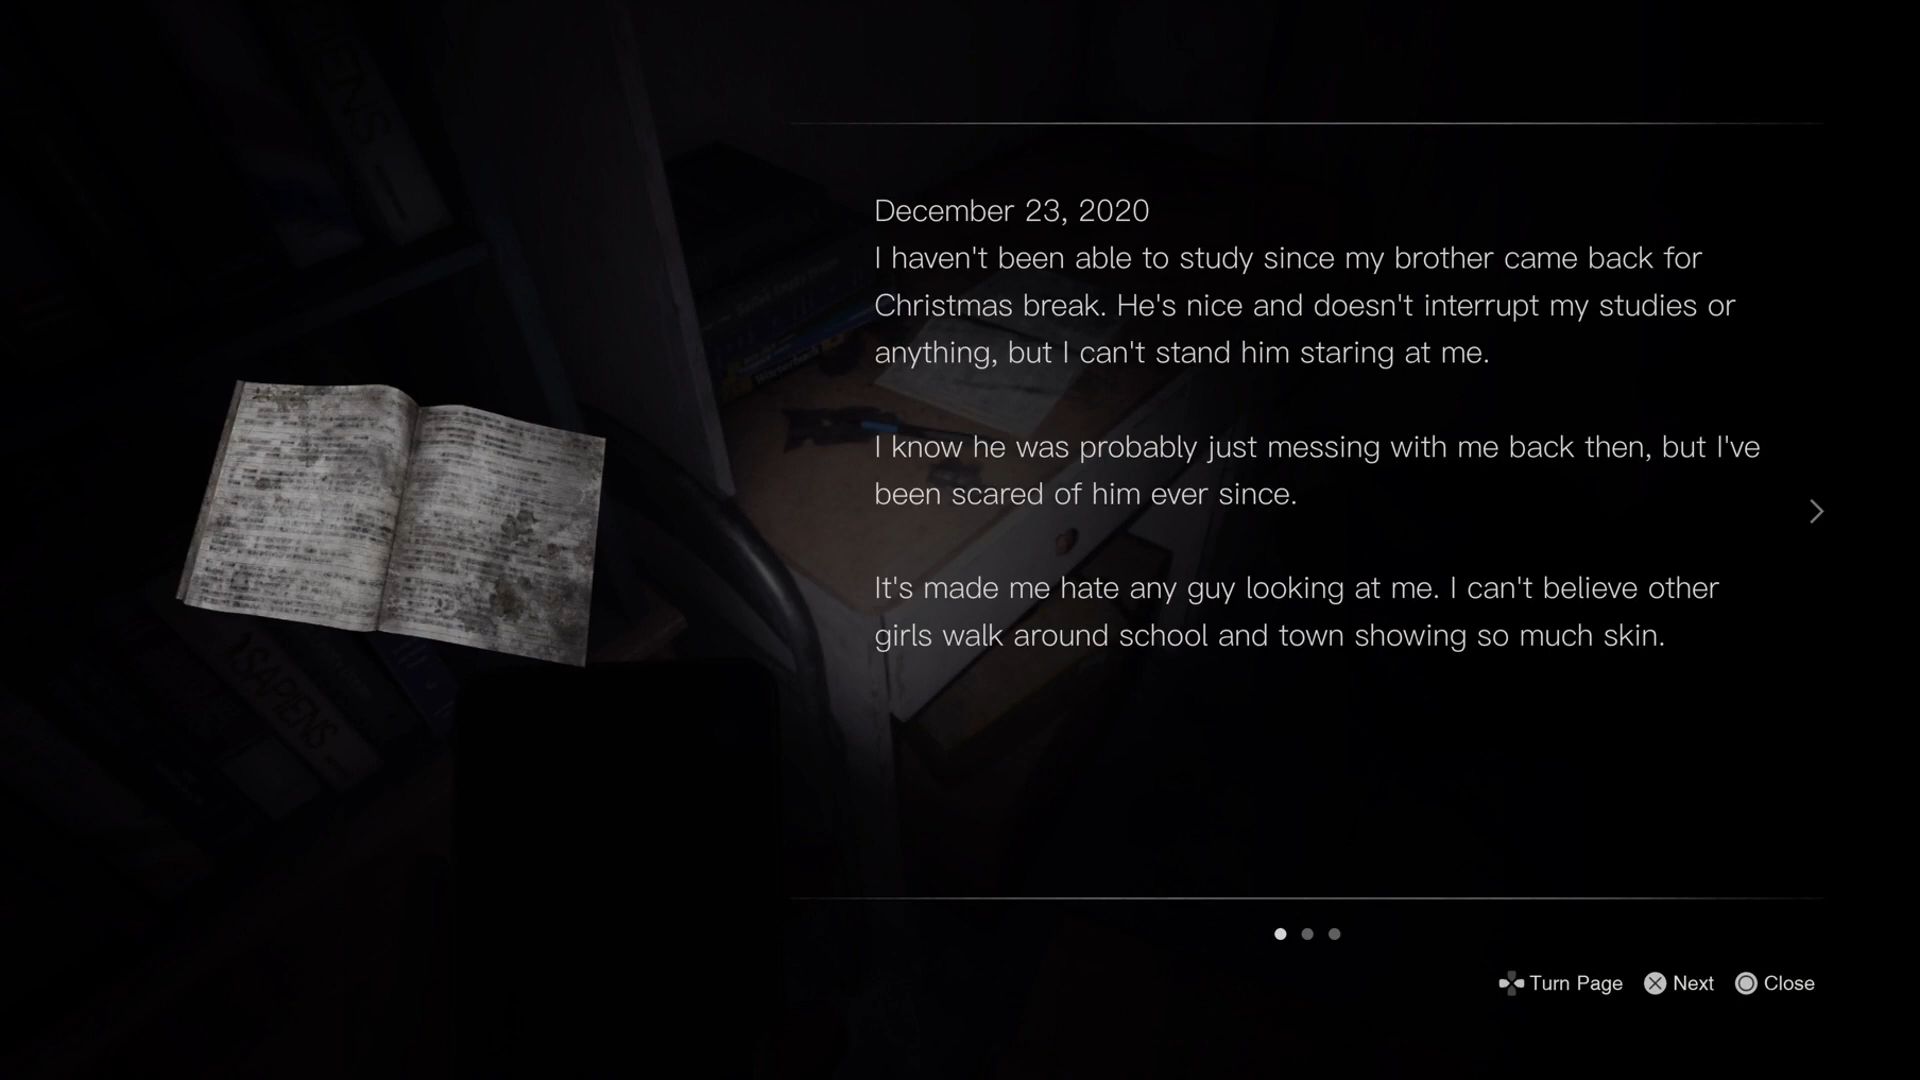 IENS
December 23, 2020
I haven't been able to study since my brother came back for
Christmas break. He's nice and doesn't interrupt my studies or
anything, but I can't stand him staring at me.
I know he was probably just messing with me back then, but I've
been scared of him ever since.
It's made me hate any guy looking at me. I can't believe other
girls walk around school and town showing so much skin.
Wörterbuch
SAPIENS
Turn Page Next Close